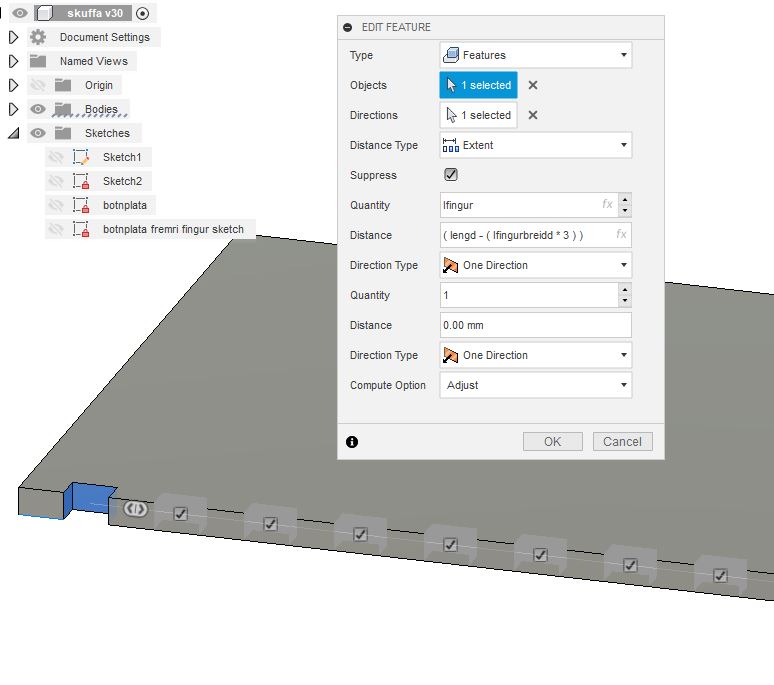 skuffa v30
Document Settings
Named Views
Origin
Bodies
Sketches
Sketch1
Sketch2
botnplata
botnplata fremri fingur sketch
EDIT FEATURE
Type Features
Objects 1 selected
Directions 1 selected
Distance Type Extent
Suppress
Quantity lfingur fx
Distance ( lengd - ( lfingurbreidd * 3 ) ) fx
Direction Type One Direction
Quantity 1
Distance 0.00 mm
Direction Type One Direction
Compute Option Adjust
OK Cancel